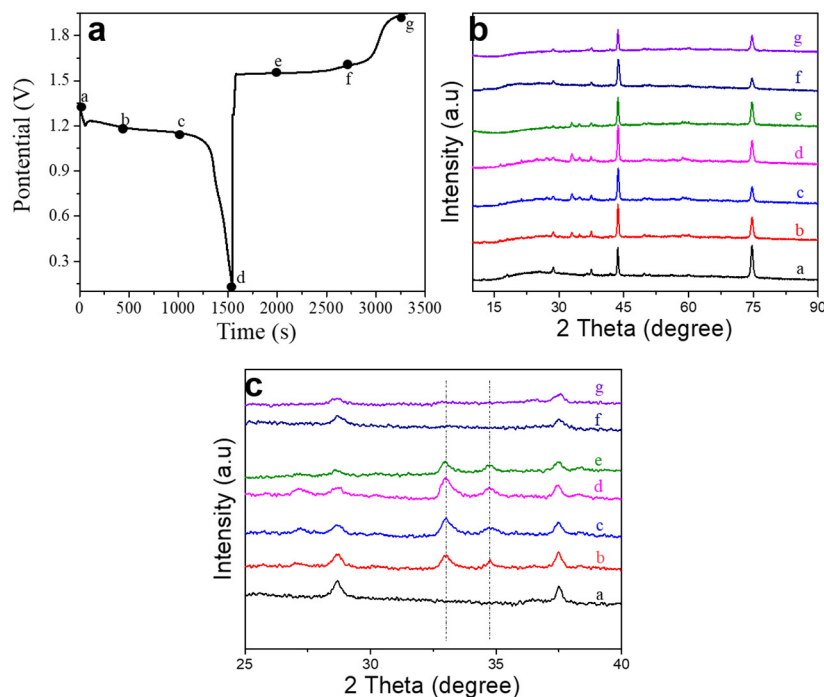 a
Pontential (V)
1.8
1.5
1.2
0.9
0.6
0.3
a
b
c
d
e
f
g
0 500 1000 1500 2000 2500 3000 3500
Time (s)
b
Intensity (a.u)
g
f
e
d
c
b
a
15 30 45 60 75 90
2 Theta (degree)
c
Intensity (a.u)
g
f
e
d
c
b
a
25 30 35 40
2 Theta (degree)